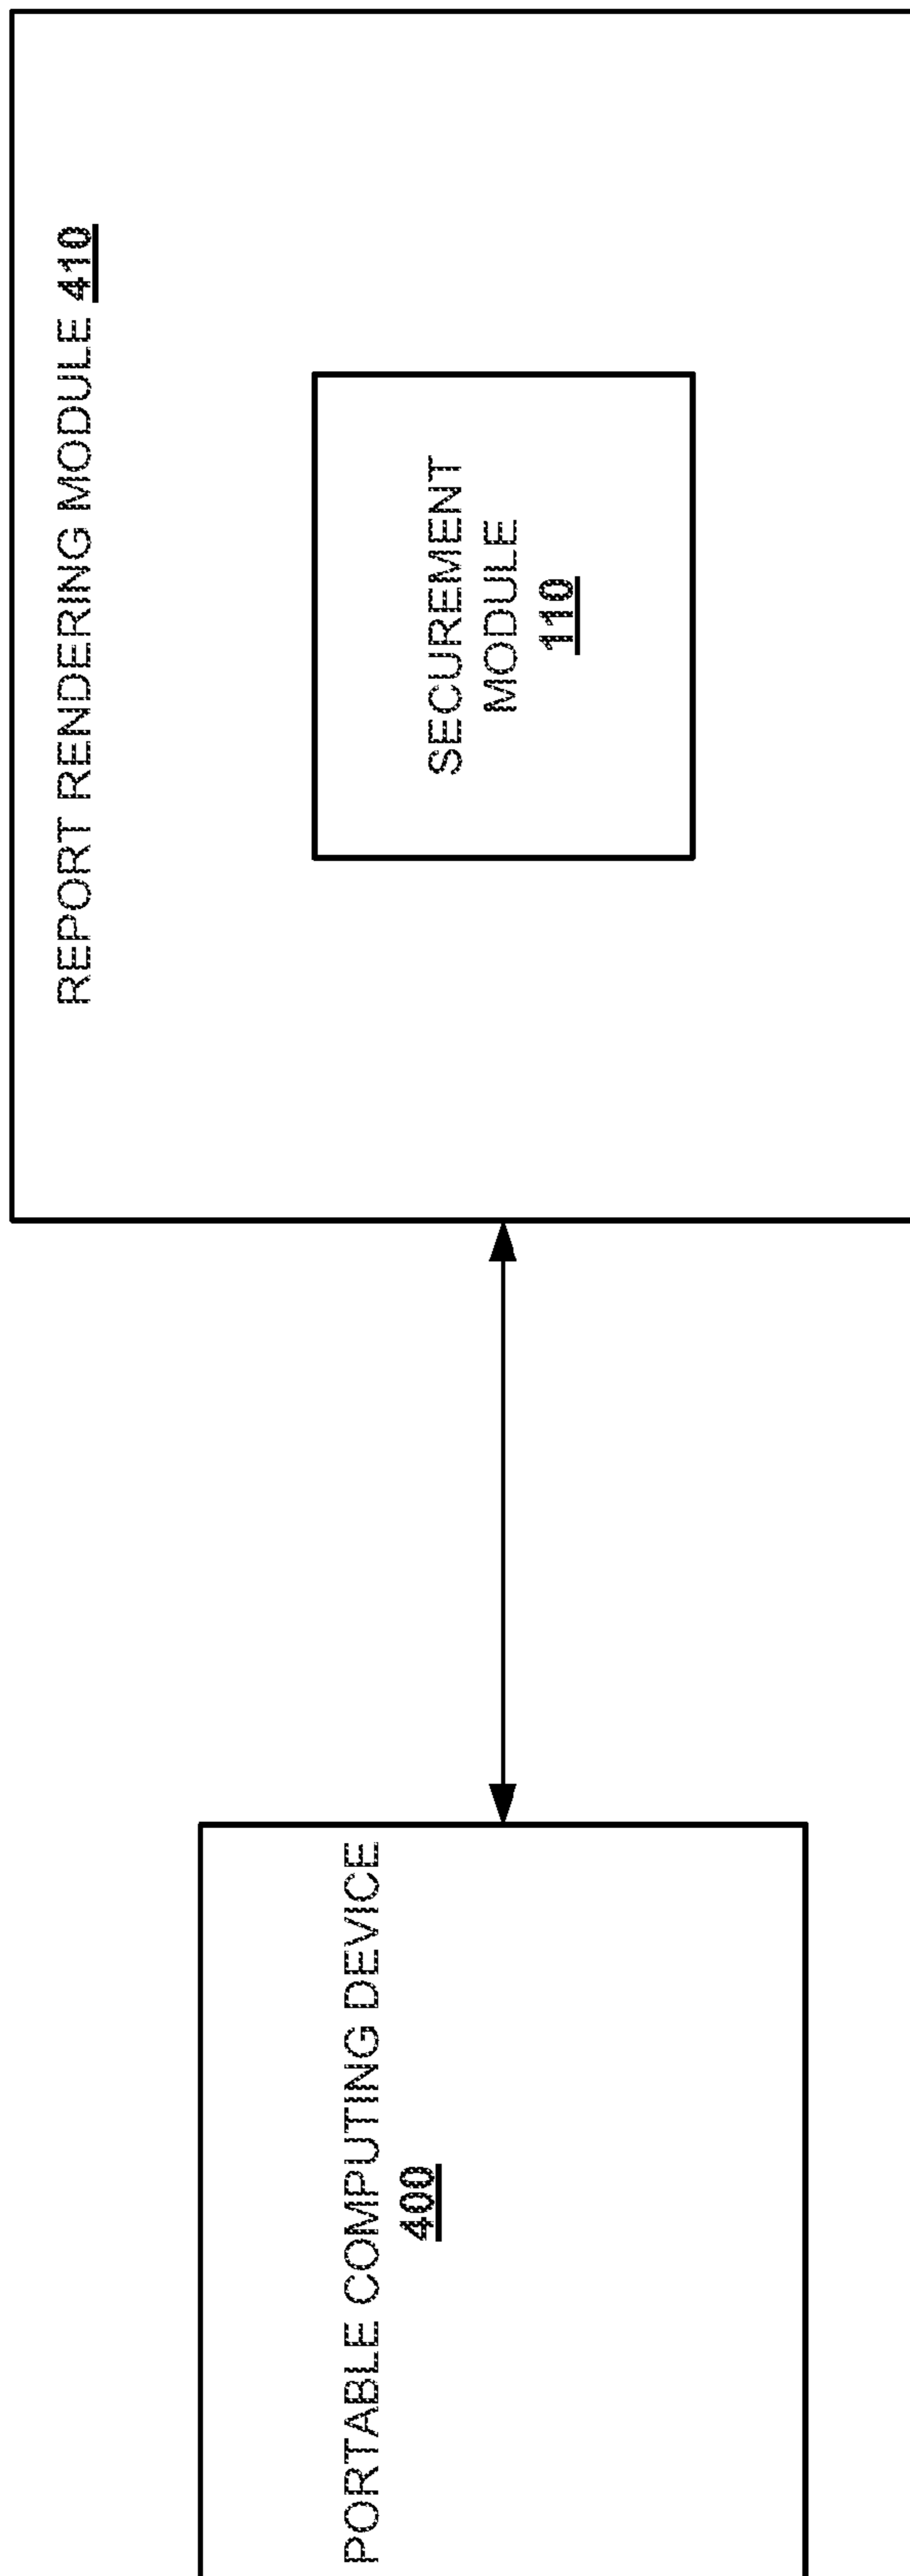 PORTABLE COMPUTING DEVICE
400
REPORT RENDERING MODULE 410
SECUREMENT
MODULE
110